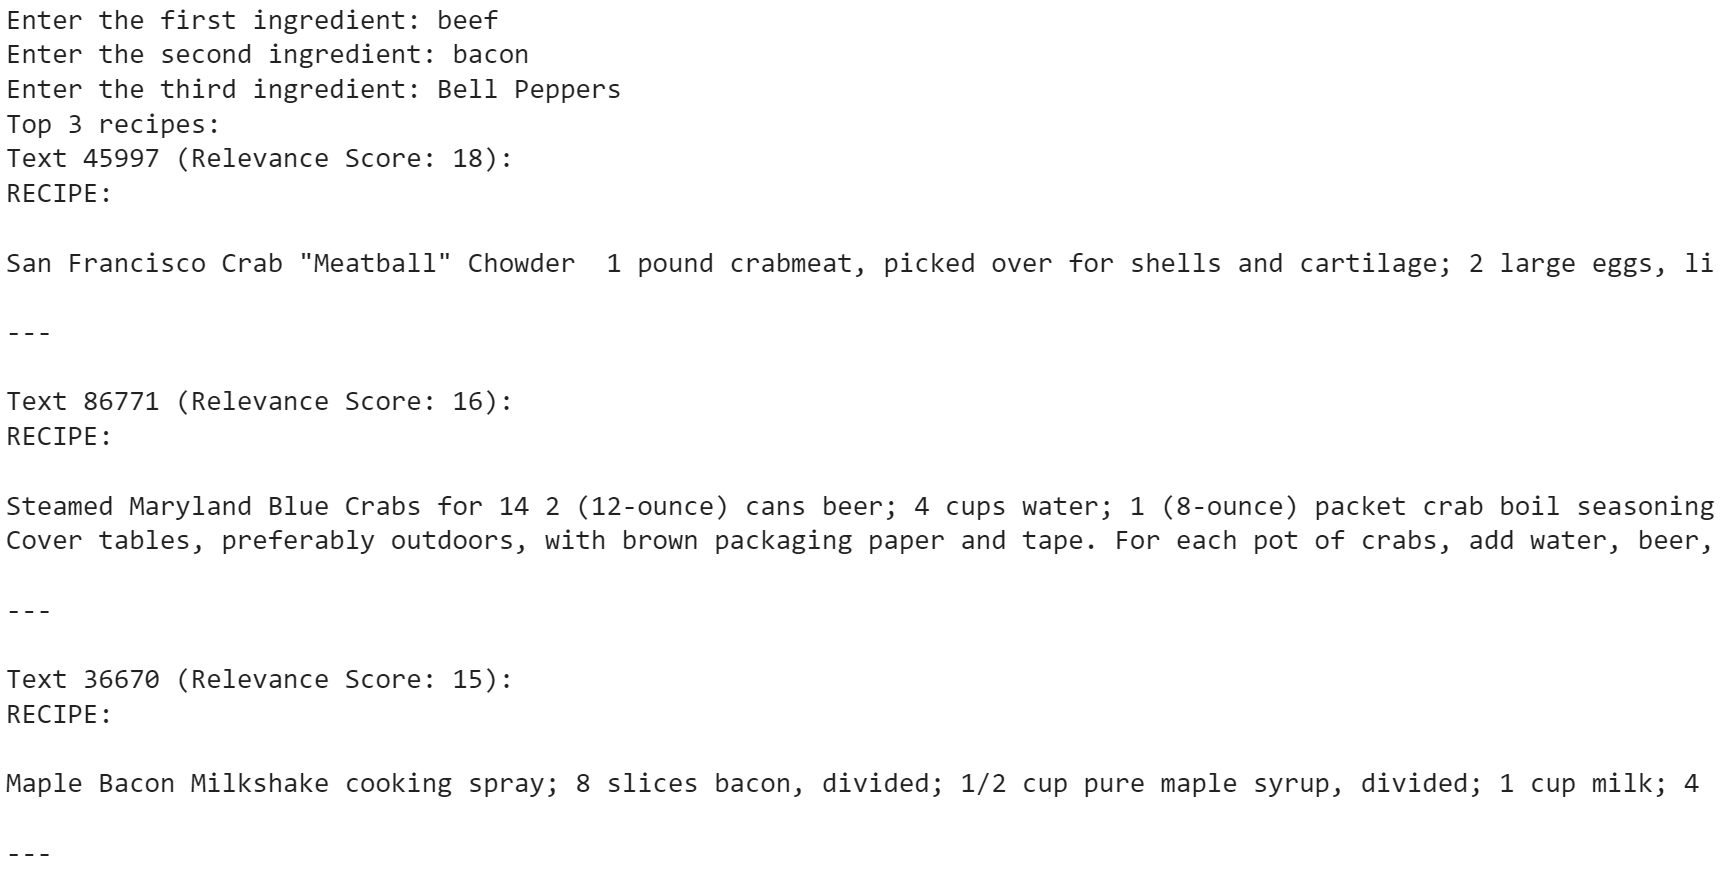 Enter the first ingredient: beef
Enter the second ingredient: bacon
Enter the third ingredient: Bell Peppers
Top 3 recipes:
Text 45997 (Relevance Score: 18):
RECIPE:
San Francisco Crab "Meatball" Chowder  1 pound crabmeat, picked over for shells and cartilage; 2 large eggs, li
---
Text 86771 (Relevance Score: 16):
RECIPE:
Steamed Maryland Blue Crabs for 14 2 (12-ounce) cans beer; 4 cups water; 1 (8-ounce) packet crab boil seasoning
Cover tables, preferably outdoors, with brown packaging paper and tape. For each pot of crabs, add water, beer,
---
Text 36670 (Relevance Score: 15):
RECIPE:
Maple Bacon Milkshake cooking spray; 8 slices bacon, divided; 1/2 cup pure maple syrup, divided; 1 cup milk; 4
---